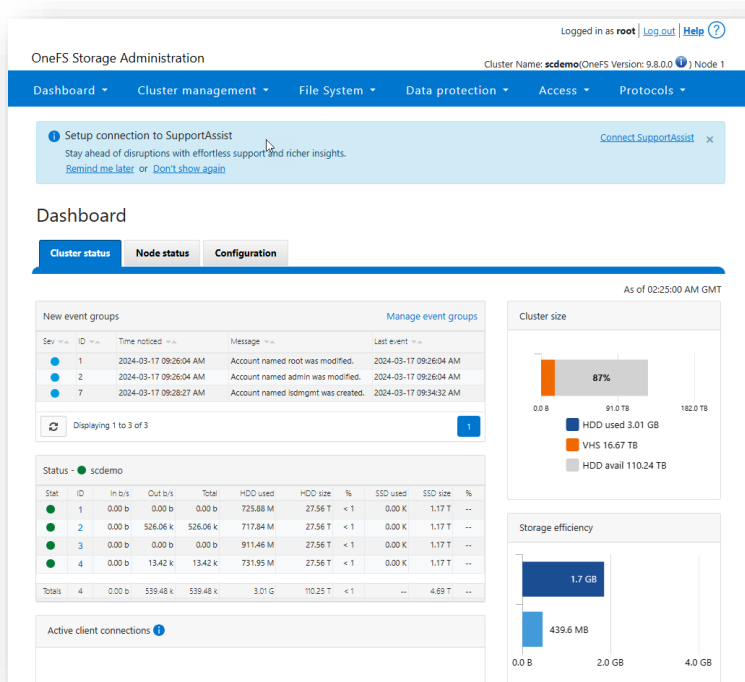 Logged in as root | Log out | Help ?
OneFS Storage Administration
Cluster Name: scdemo(OneFS Version: 9.8.0.0 i ) Node 1
Dashboard Cluster management File System Data protection Access Protocols
Setup connection to SupportAssist
Connect SupportAssist ×
Stay ahead of disruptions with effortless support and richer insights.
Remind me later or Don't show again
Dashboard
Cluster status Node status Configuration
As of 02:25:00 AM GMT
New event groups Manage event groups
Sev ID Time noticed Message Last event
1 2024-03-17 09:26:04 AM Account named root was modified. 2024-03-17 09:26:04 AM
2 2024-03-17 09:26:04 AM Account named admin was modified. 2024-03-17 09:26:04 AM
7 2024-03-17 09:28:27 AM Account named isdmgmt was created. 2024-03-17 09:34:32 AM
Displaying 1 to 3 of 3 1
Cluster size
87%
0.0 B 91.0 TB 182.0 TB
HDD used 3.01 GB
VHS 16.67 TB
HDD avail 110.24 TB
Status - scdemo
Stat ID In b/s Out b/s Total HDD used HDD size % SSD used SSD size %
1 0.00 b 0.00 b 0.00 b 725.88 M 27.56 T < 1 0.00 K 1.17 T --
2 0.00 b 526.06 k 526.06 k 717.84 M 27.56 T < 1 0.00 K 1.17 T --
3 0.00 b 0.00 b 0.00 b 911.46 M 27.56 T < 1 0.00 K 1.17 T --
4 0.00 b 13.42 k 13.42 k 731.95 M 27.56 T < 1 0.00 K 1.17 T --
Totals 4 0.00 b 539.48 k 539.48 k 3.01 G 110.25 T < 1 -- 4.69 T --
Storage efficiency
1.7 GB
439.6 MB
0.0 B 2.0 GB 4.0 GB
Active client connections i